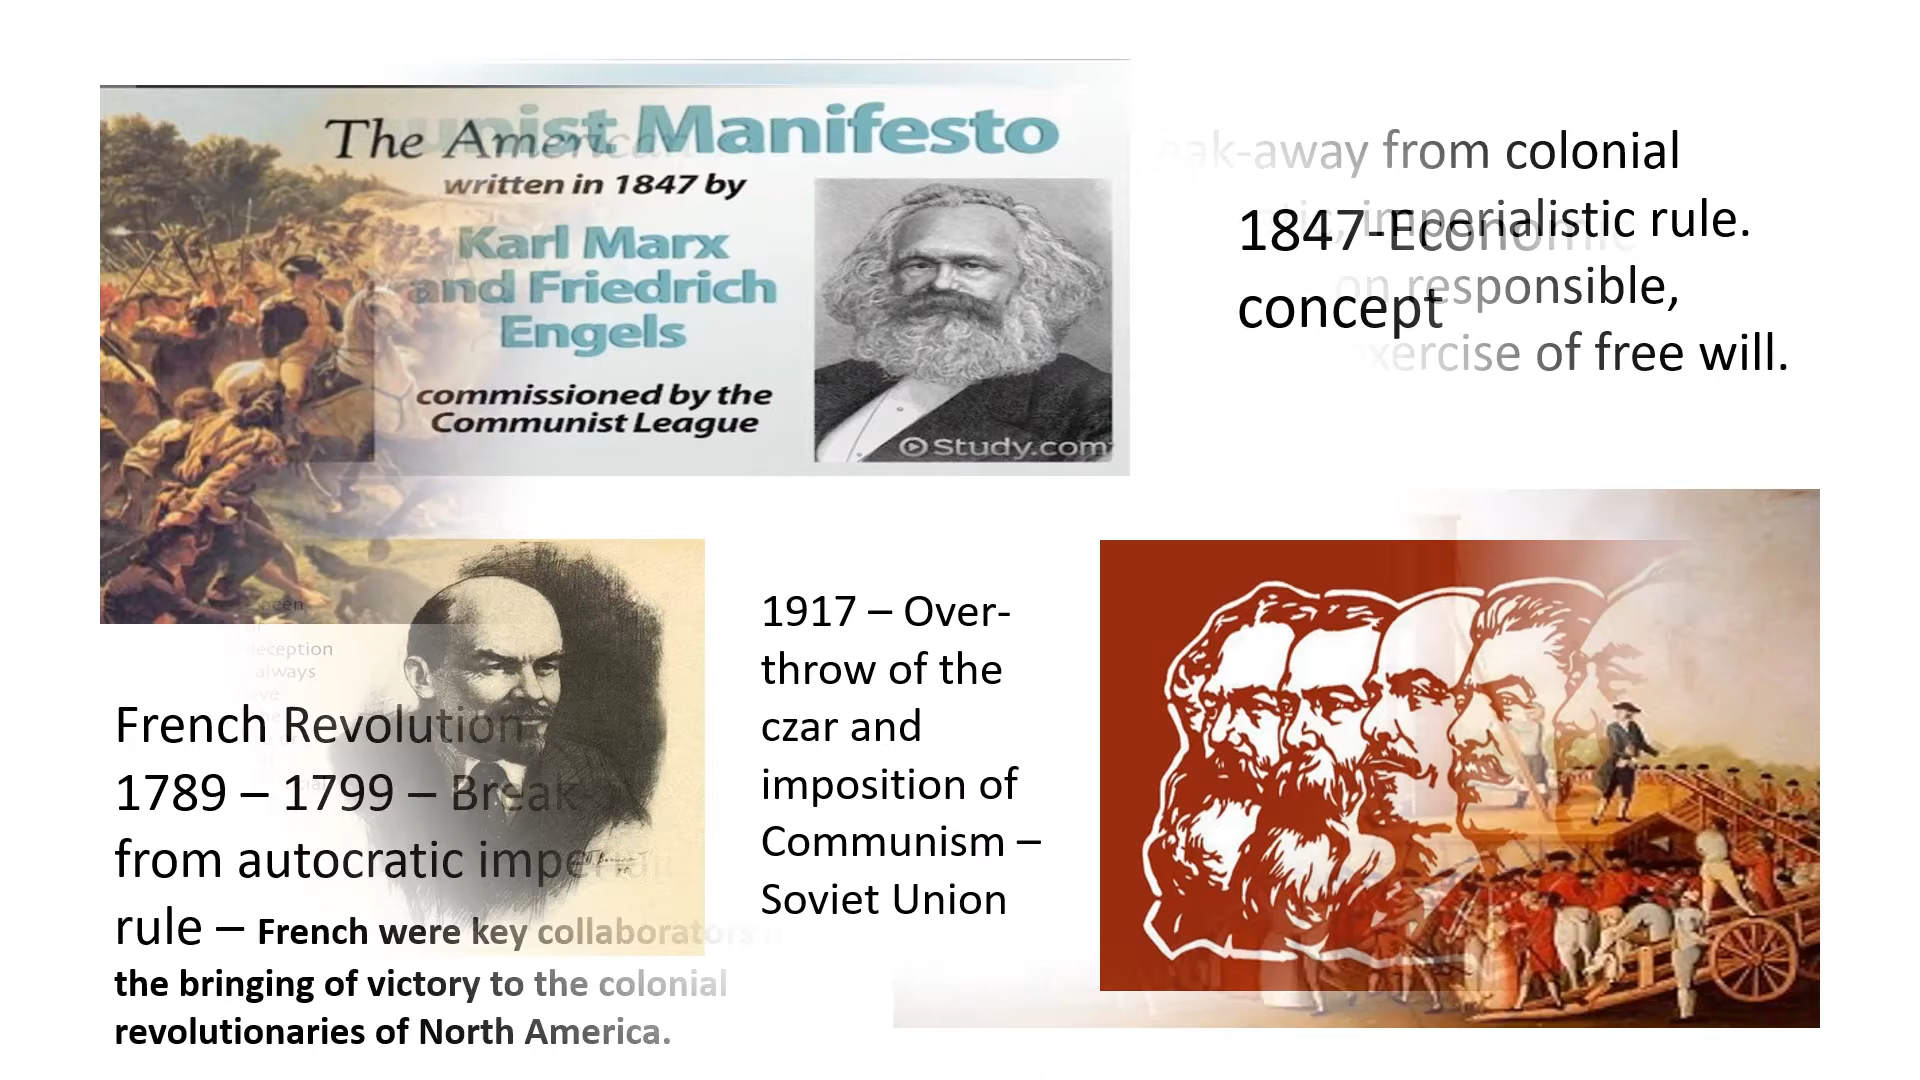 The American
unist Manifesto
written in 1847 by
Karl Marx
and Friedrich
Engels
commissioned by the
Communist League
Study.com
eak-away from colonial
imperialistic rule.
on responsible,
exercise of free will.
1847-Economic
concept
been
deception
always
1917 – Over-
throw of the
czar and
imposition of
Communism –
Soviet Union
French Revolution
1789 – 1799 – Break-
from autocratic imperial
rule – French were key collaborators
the bringing of victory to the colonial
revolutionaries of North America.